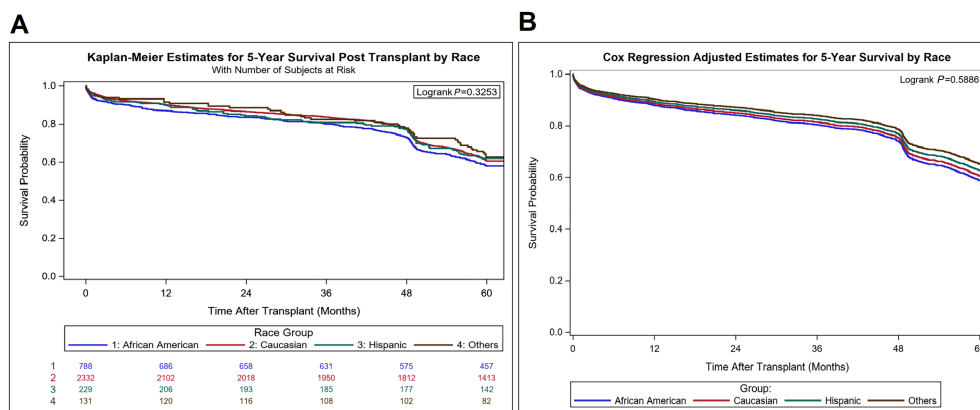 A
Kaplan-Meier Estimates for 5-Year Survival Post Transplant by Race
With Number of Subjects at Risk
Logrank P=0.3253
Survival Probability
1.0
0.8
0.6
0.4
0.2
0.0
0 12 24 36 48 60
Time After Transplant (Months)
Race Group
1: African American 2: Caucasian 3: Hispanic 4: Others
1 788 686 658 631 575 457
2 2332 2102 2018 1950 1812 1413
3 229 206 193 185 177 142
4 131 120 116 108 102 82
B
Cox Regression Adjusted Estimates for 5-Year Survival by Race
Logrank P=0.5886
Survival Probability
1.0
0.8
0.6
0.4
0.2
0.0
0 12 24 36 48
Time After Transplant (Months)
Group:
African American Caucasian Hispanic Others